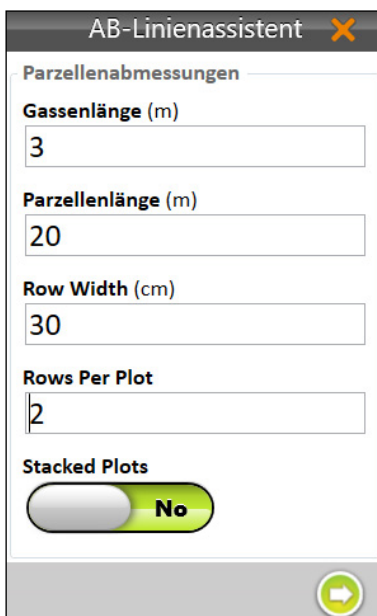 AB-Linienassistent
Parzellenabmessungen
Gassenlänge (m)
3
Parzellenlänge (m)
20
Row Width (cm)
30
Rows Per Plot
2
Stacked Plots
No